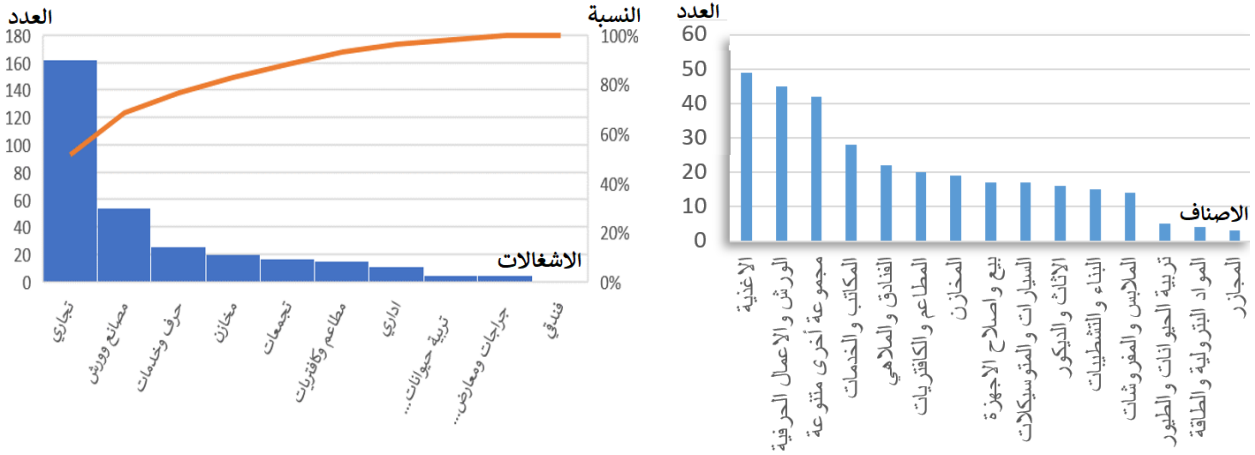 العدد
النسبة
180
160
140
120
100
80
60
40
20
0
100%
80%
60%
40%
20%
0%
الاشغالات
تجاري
مصانع وورش
حرف وخدمات
مخازن
تجمعات
مطاعم وكافتريات
اداري
تربية حيوانات...
جراجات ومعارض...
فندقي
العدد
60
50
40
30
20
10
0
الاصناف
الاغذية
الورش والاعمال الحرفية
مجموعة أخرى متنوعة
المكاتب والخدمات
الفنادق والملاهي
المطاعم والكافتريات
المخازن
بيع واصلاح الاجهزة
السيارات والمتوسيكلات
الاثاث والديكور
البناء والتشطيبات
الملابس والمفروشات
تربية الحيوانات والطيور
المواد البترولية والطاقة
المجازر